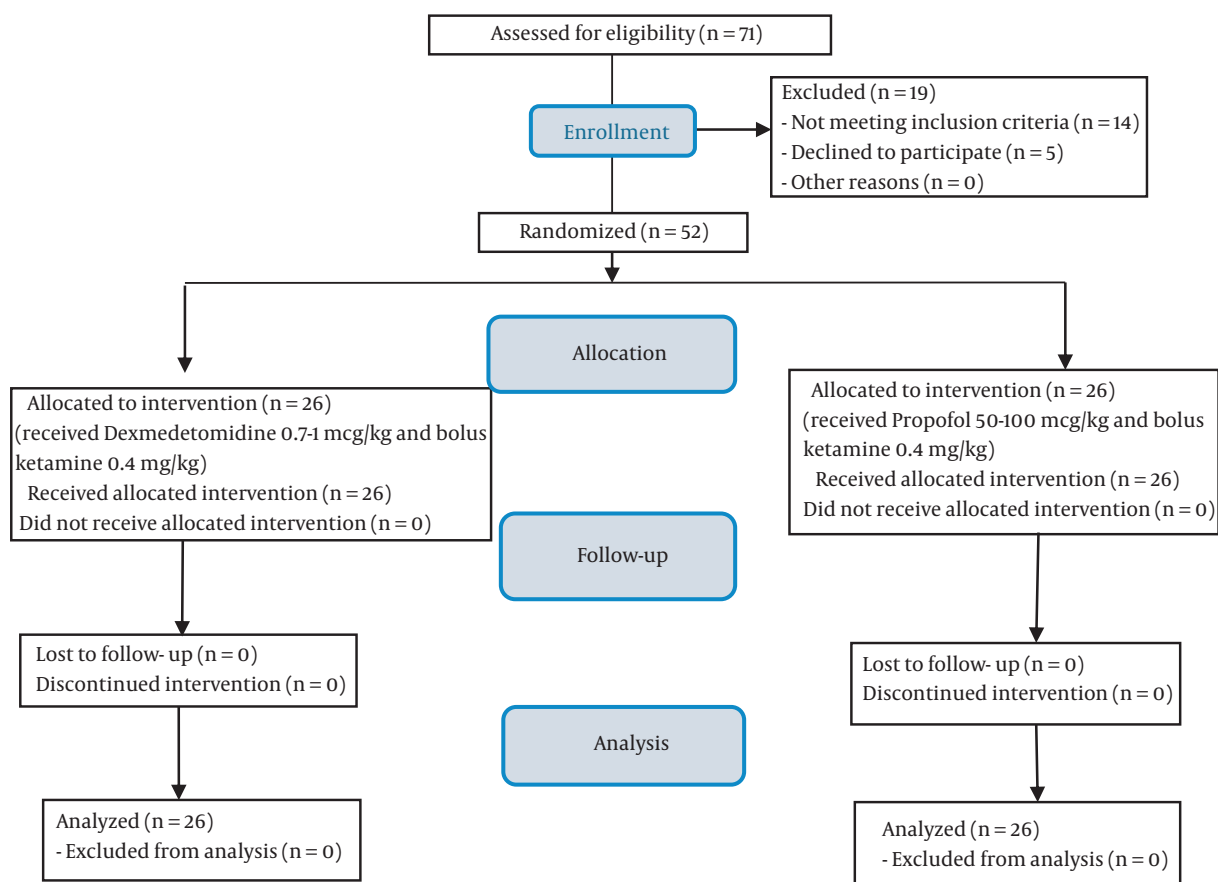 Assessed for eligibility (n = 71)
Enrollment
Excluded (n = 19)
- Not meeting inclusion criteria (n = 14)
- Declined to participate (n = 5)
- Other reasons (n = 0)
Randomized (n = 52)
Allocation
Allocated to intervention (n = 26)
(received Dexmedetomidine 0.7-1 mcg/kg and bolus
ketamine 0.4 mg/kg)
Received allocated intervention (n = 26)
Did not receive allocated intervention (n = 0)
Allocated to intervention (n = 26)
(received Propofol 50-100 mcg/kg and bolus
ketamine 0.4 mg/kg)
Received allocated intervention (n = 26)
Did not receive allocated intervention (n = 0)
Follow-up
Lost to follow- up (n = 0)
Discontinued intervention (n = 0)
Lost to follow- up (n = 0)
Discontinued intervention (n = 0)
Analysis
Analyzed (n = 26)
- Excluded from analysis (n = 0)
Analyzed (n = 26)
- Excluded from analysis (n = 0)